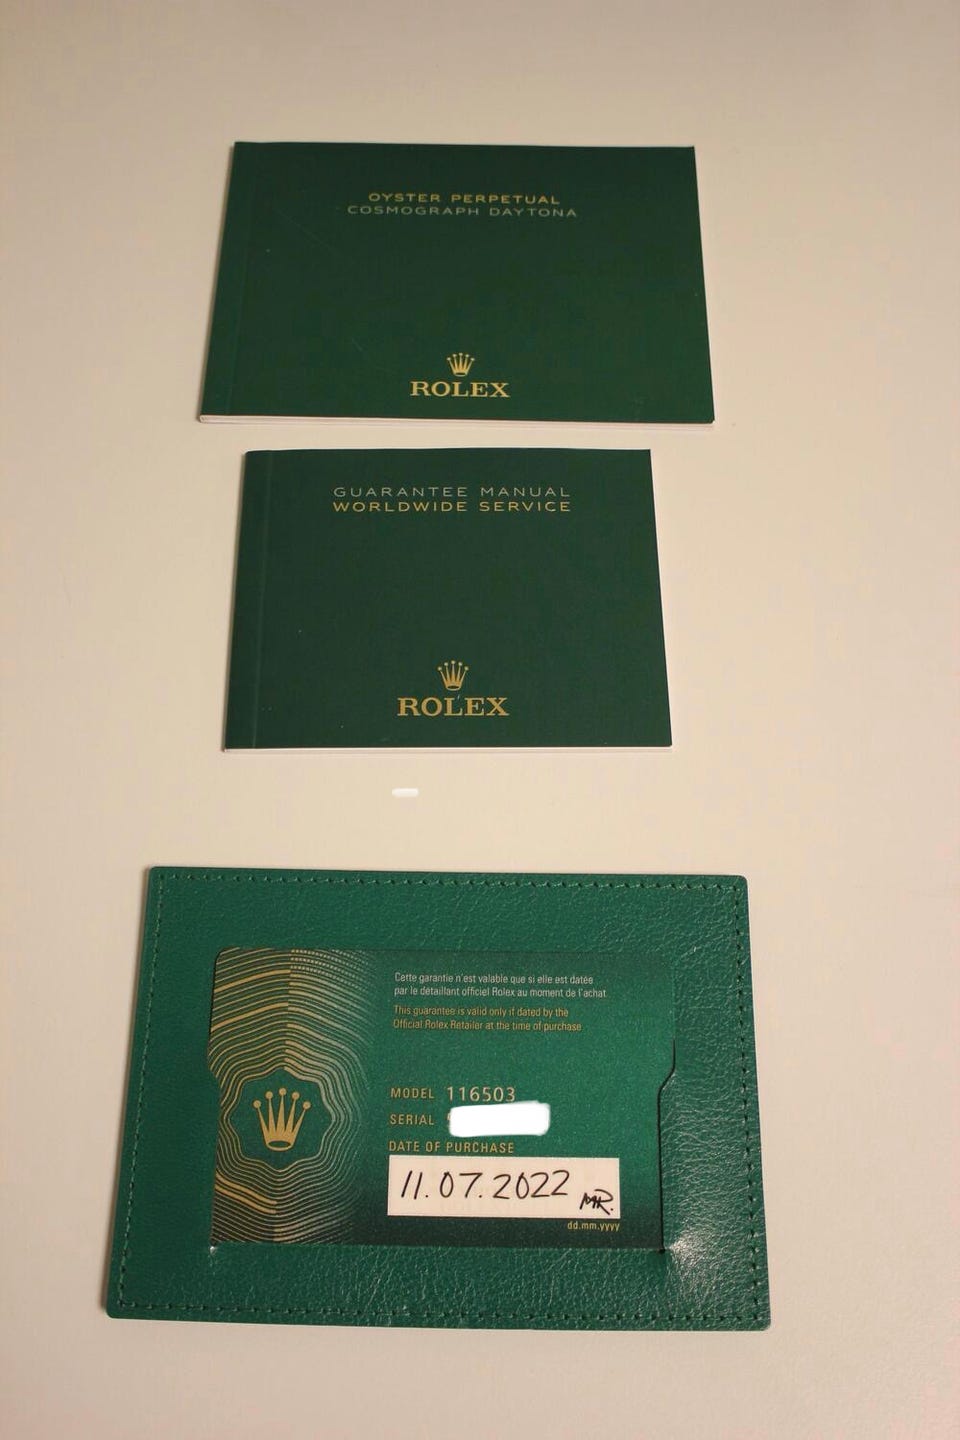 OYSTER PERPETUAL
COSMOGRAPH DAYTONA
ROLEX
GUARANTEE MANUAL
WORLDWIDE SERVICE
ROLEX
Cette garantie n'est valable que si elle est datée
par le détaillant officiel Rolex au moment de l'achat
This guarantee is valid only if dated by the
Official Rolex Retailer at the time of purchase
MODEL 116503
SERIAL
DATE OF PURCHASE
11.07.2022 MR.
dd.mm.yyyy